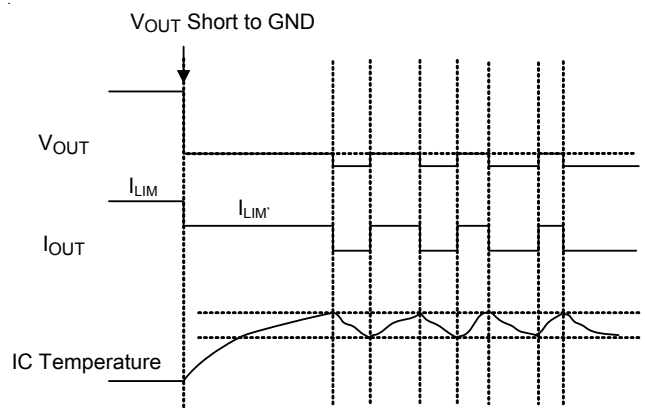 VOUT Short to GND
VOUT
ILIM
ILIM'
IOUT
IC Temperature